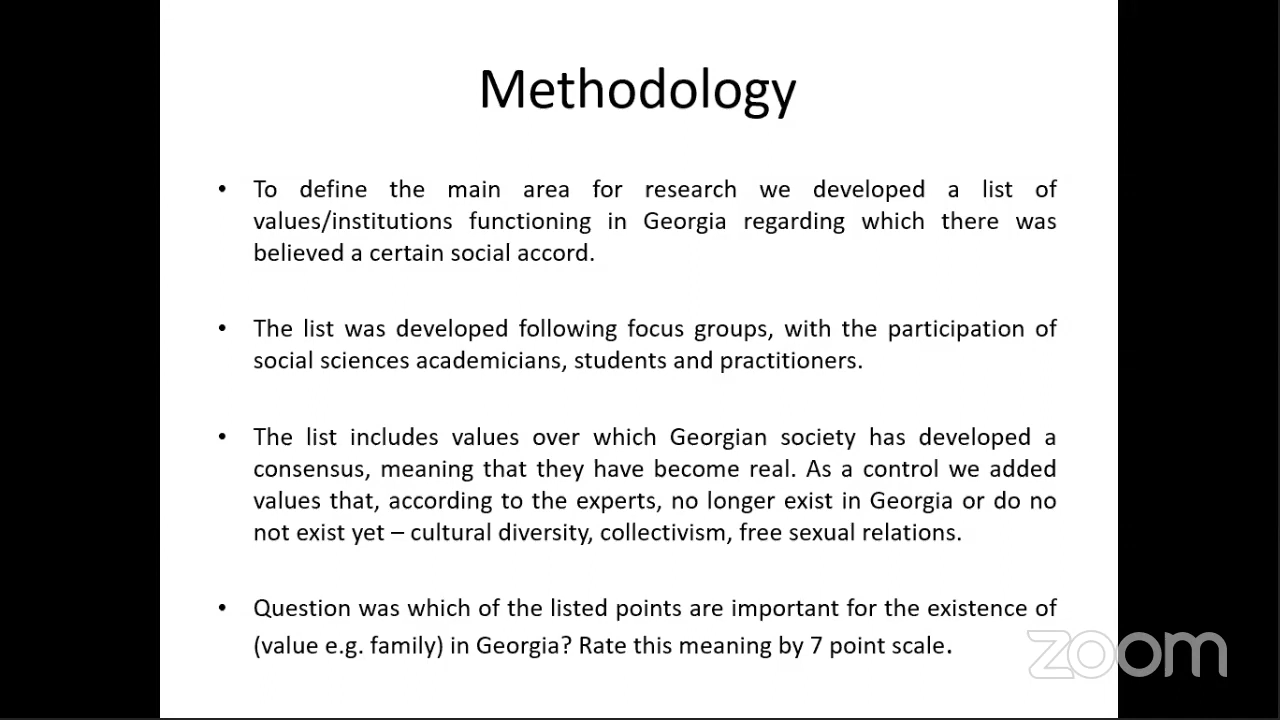 Methodology
• To define the main area for research we developed a list of
values/institutions functioning in Georgia regarding which there was
believed a certain social accord.
• The list was developed following focus groups, with the participation of
social sciences academicians, students and practitioners.
• The list includes values over which Georgian society has developed a
consensus, meaning that they have become real. As a control we added
values that, according to the experts, no longer exist in Georgia or do no
not exist yet – cultural diversity, collectivism, free sexual relations.
• Question was which of the listed points are important for the existence of
(value e.g. family) in Georgia? Rate this meaning by 7 point scale.
zoom